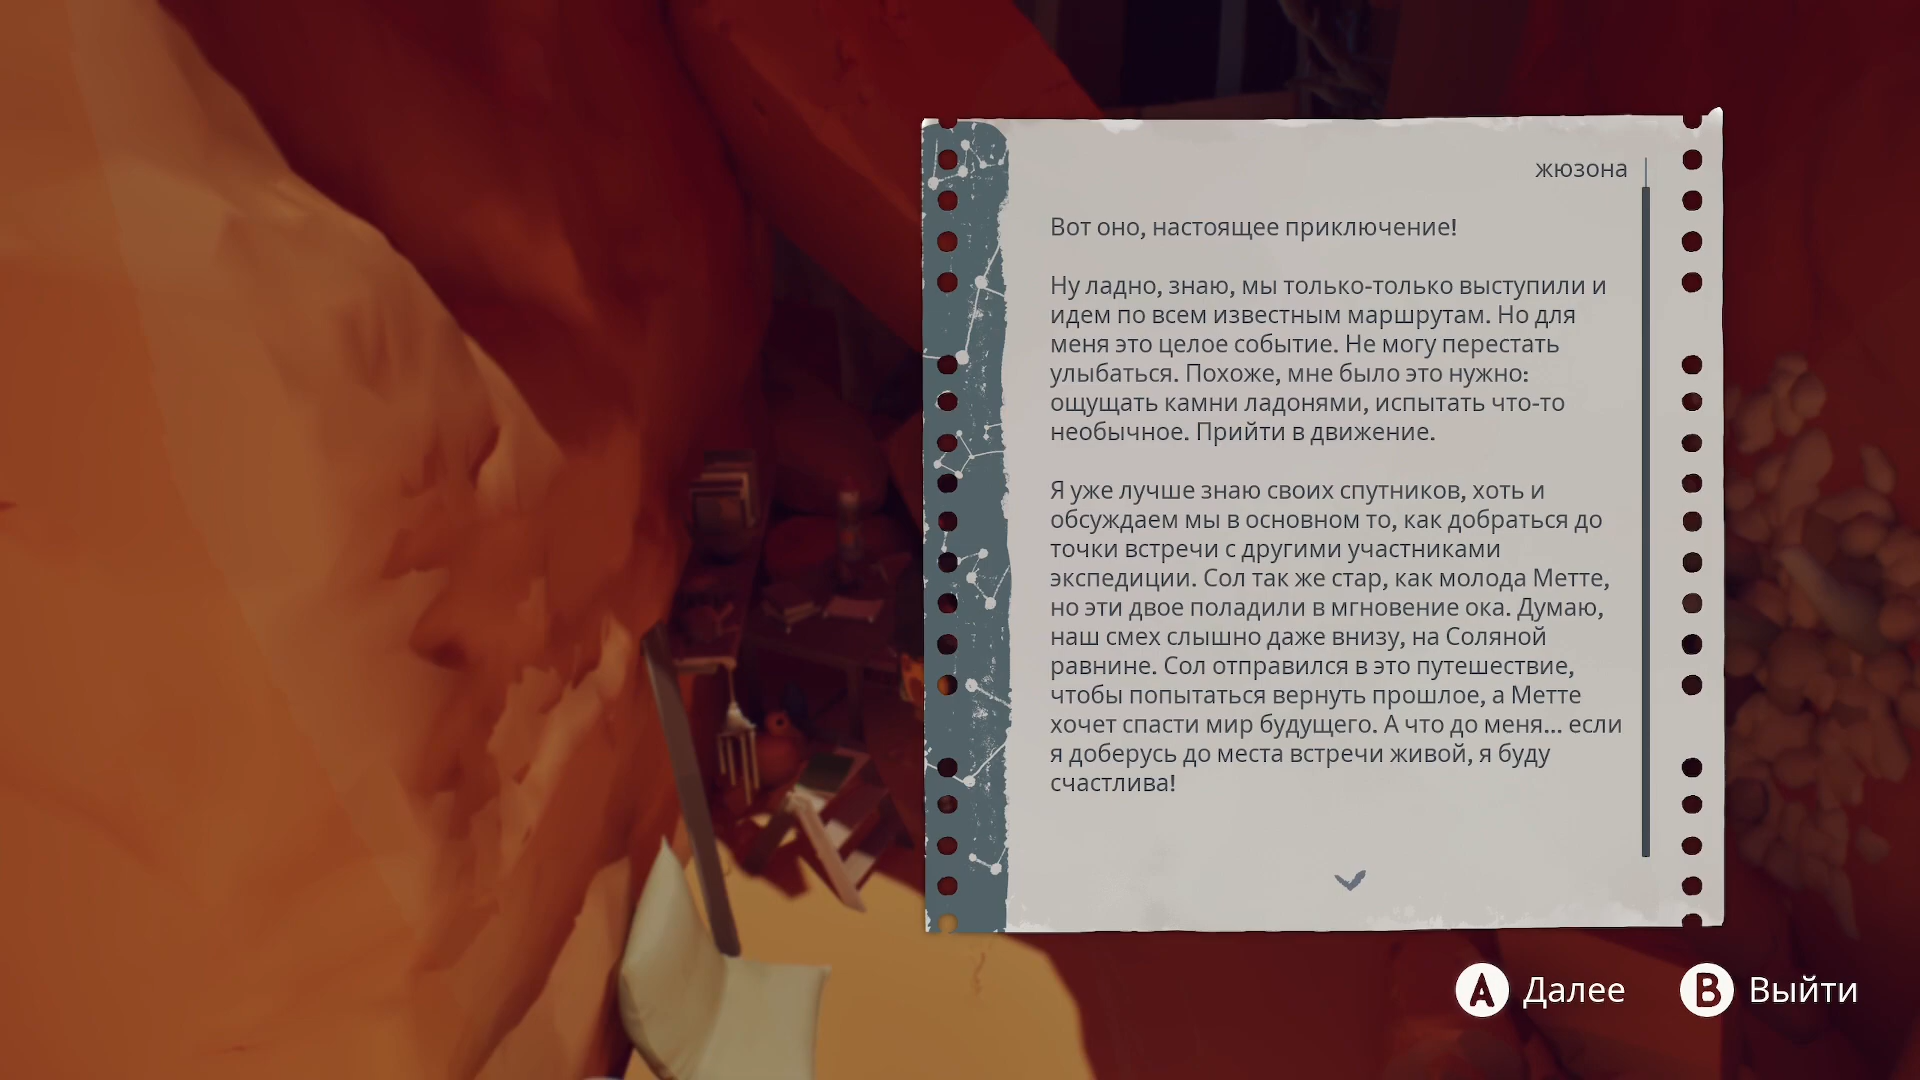 жюзона
Вот оно, настоящее приключение!
Ну ладно, знаю, мы только-только выступили и
идем по всем известным маршрутам. Но для
меня это целое событие. Не могу перестать
улыбаться. Похоже, мне было это нужно:
ощущать камни ладонями, испытать что-то
необычное. Прийти в движение.
Я уже лучше знаю своих спутников, хоть и
обсуждаем мы в основном то, как добраться до
точки встречи с другими участниками
экспедиции. Сол так же стар, как молода Метте,
но эти двое поладили в мгновение ока. Думаю,
наш смех слышно даже внизу, на Соляной
равнине. Сол отправился в это путешествие,
чтобы попытаться вернуть прошлое, а Метте
хочет спасти мир будущего. А что до меня... если
я доберусь до места встречи живой, я буду
счастлива!
A Далее B Выйти